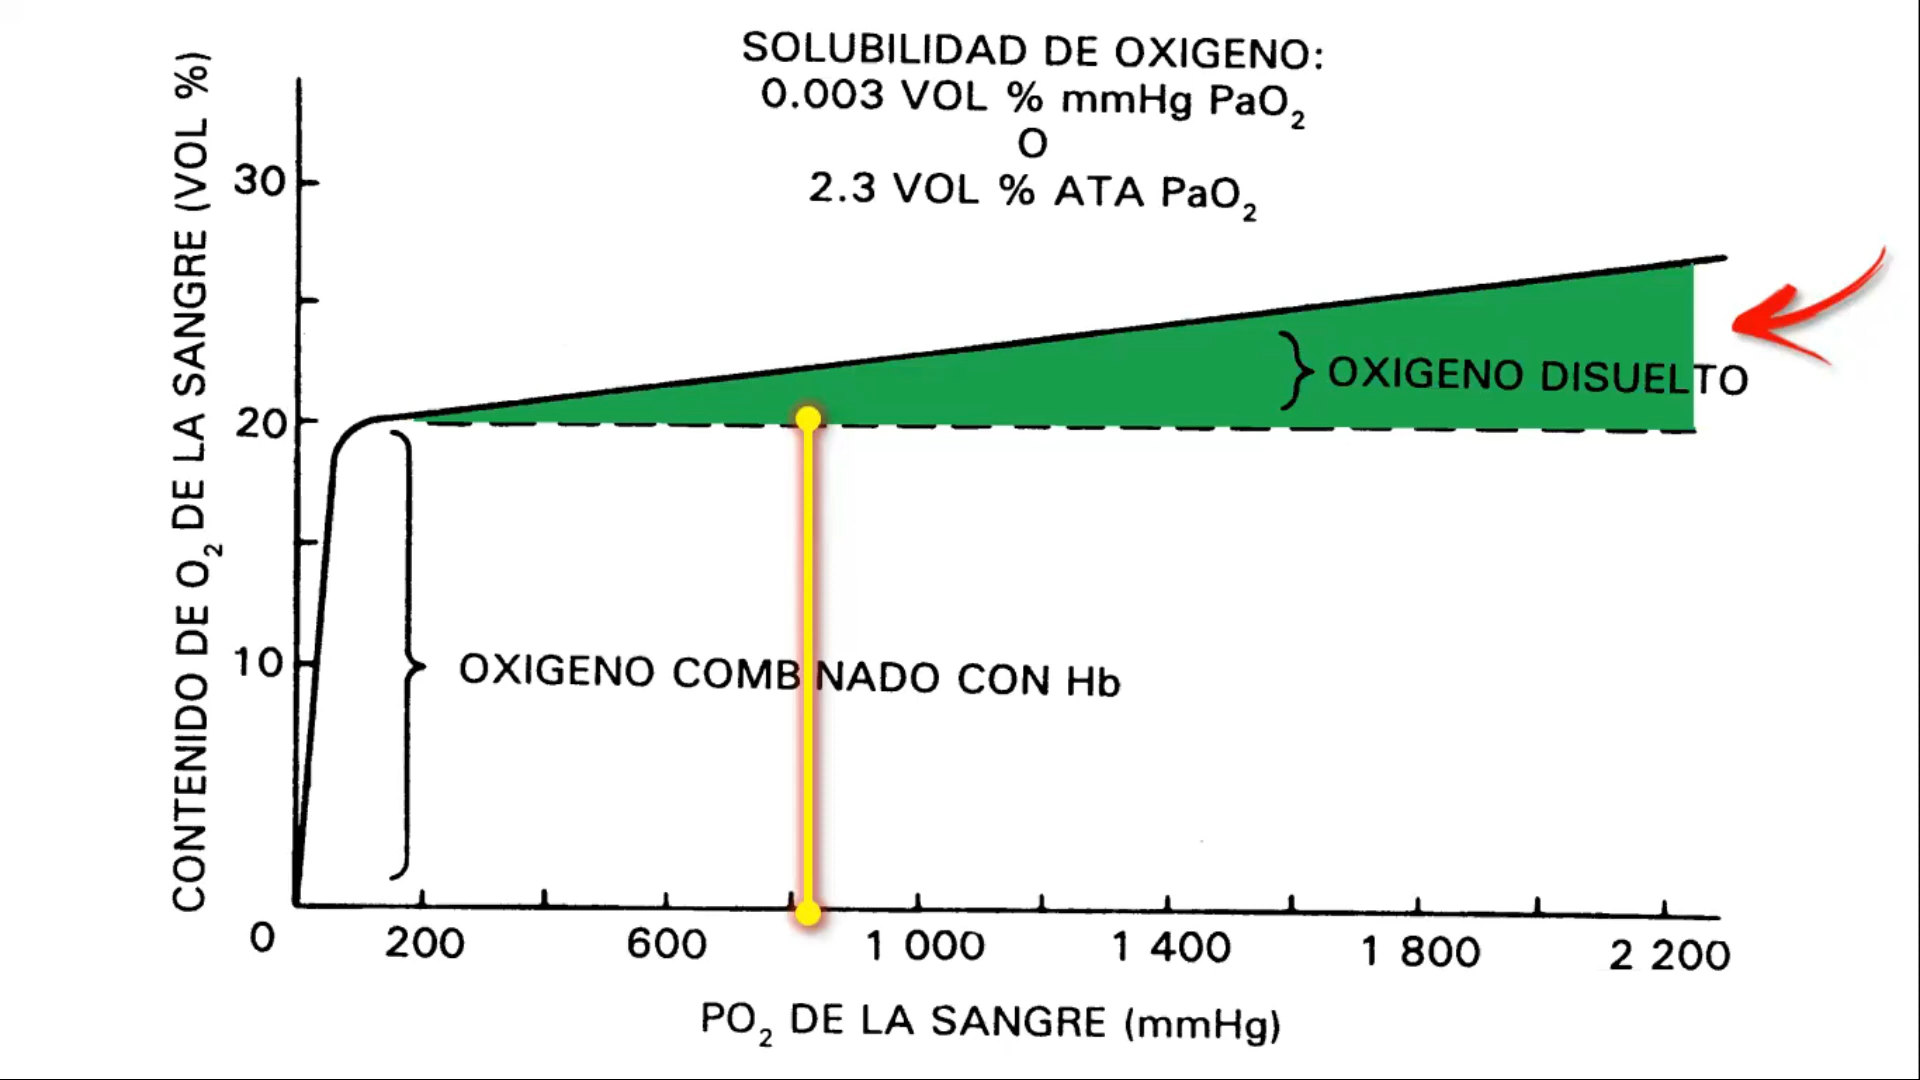 SOLUBILIDAD DE OXIGENO:
0.003 VOL % mmHg PaO₂
O
2.3 VOL % ATA PaO₂
CONTENIDO DE O₂ DE LA SANGRE (VOL %)
30
20
10
0
OXIGENO DISUELTO
OXIGENO COMBINADO CON Hb
200
600
1 000
1 400
1 800
2 200
PO₂ DE LA SANGRE (mmHg)